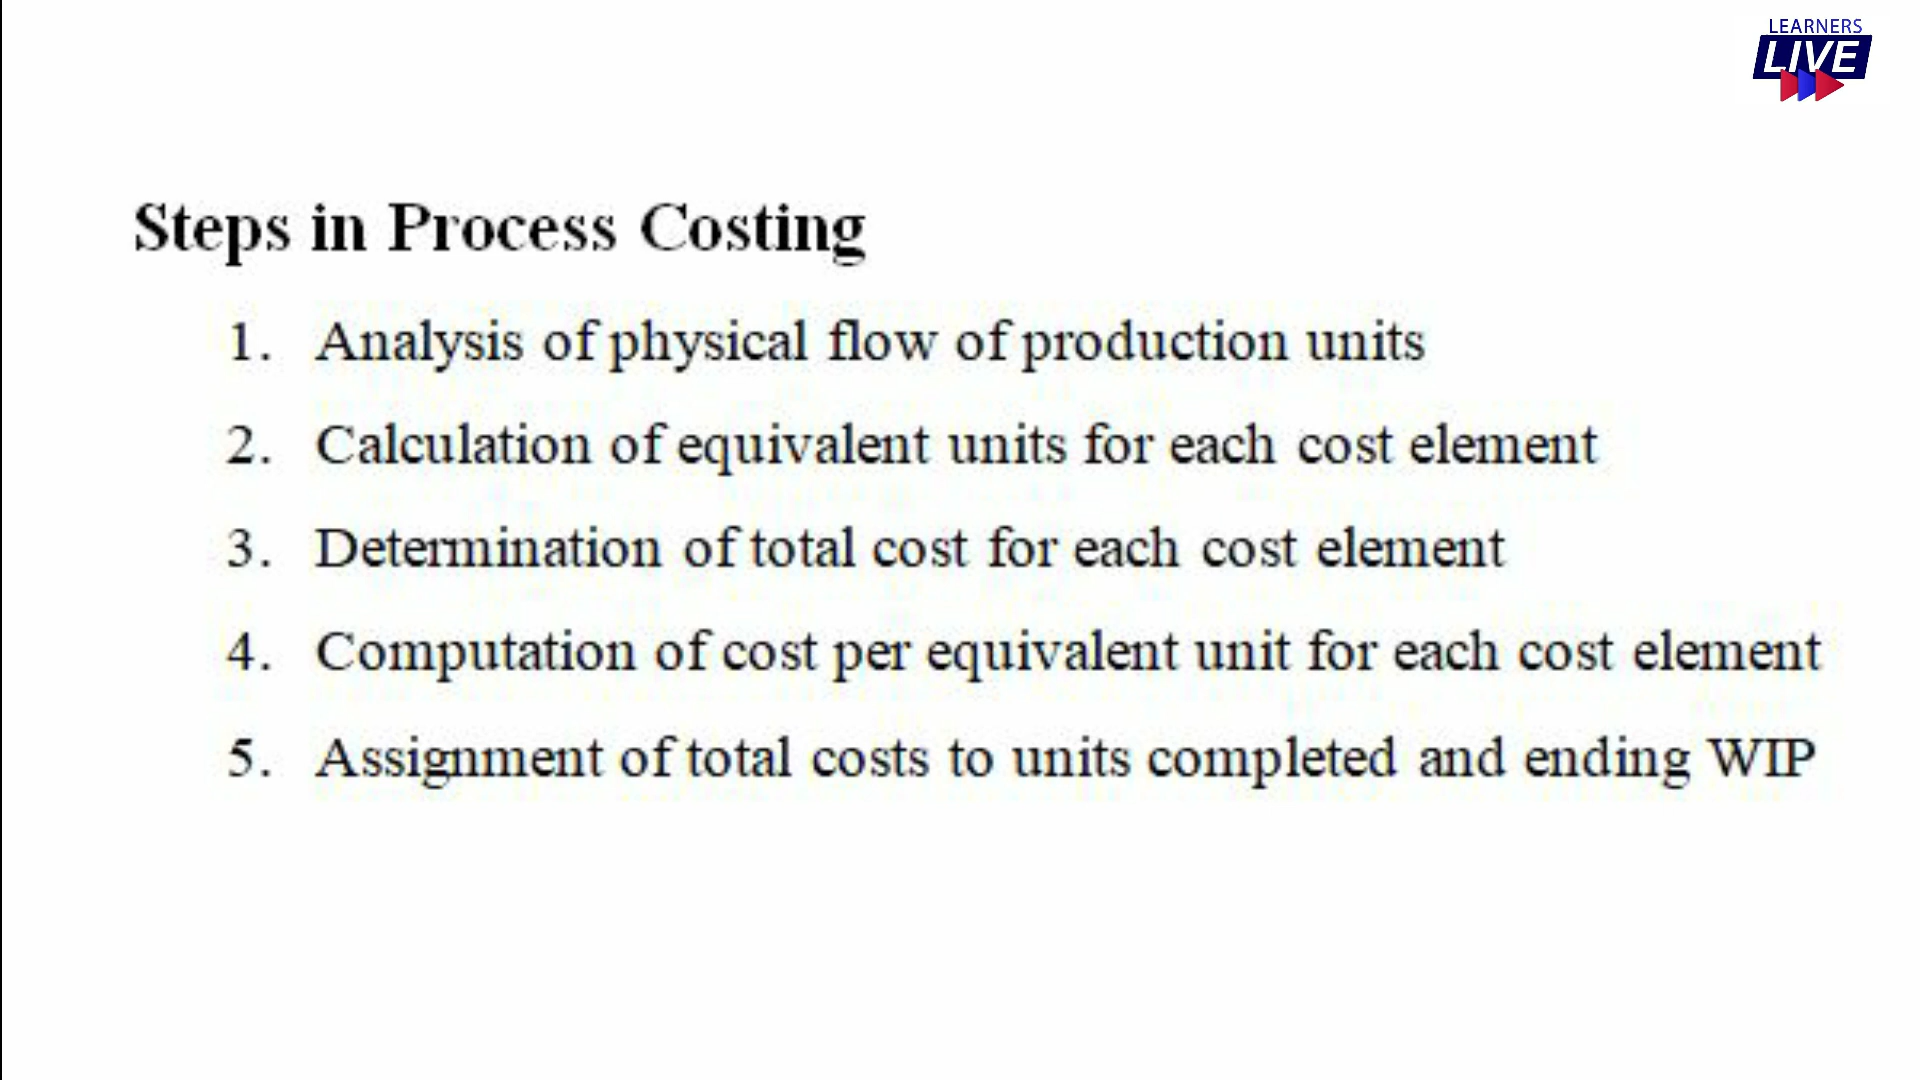 LEARNERS
LIVE
Steps in Process Costing
1. Analysis of physical flow of production units
2. Calculation of equivalent units for each cost element
3. Determination of total cost for each cost element
4. Computation of cost per equivalent unit for each cost element
5. Assignment of total costs to units completed and ending WIP